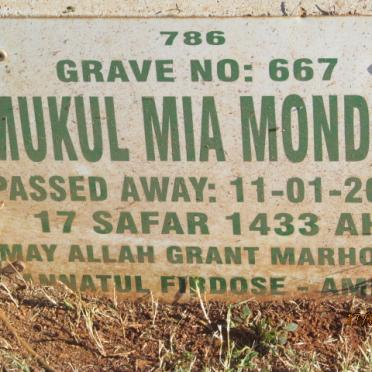 786
GRAVE NO: 667
MUKUL MIA MOND
PASSED AWAY: 11-01-20
17 SAFAR 1433 AH
MAY ALLAH GRANT MARHO
ANNATUL FIRDOSE - AM